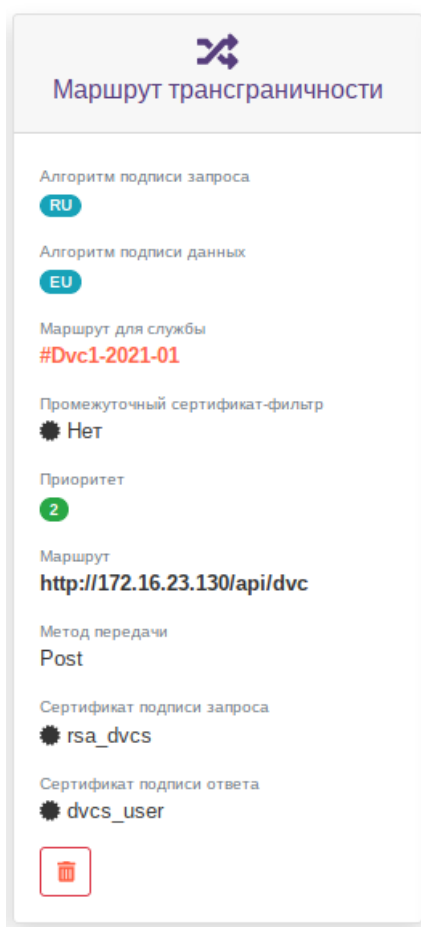 Маршрут трансграничности
Алгоритм подписи запроса
RU
Алгоритм подписи данных
EU
Маршрут для службы
#Dvc1-2021-01
Промежуточный сертификат-фильтр
Нет
Приоритет
2
Маршрут
http://172.16.23.130/api/dvc
Метод передачи
Post
Сертификат подписи запроса
rsa_dvcs
Сертификат подписи ответа
dvcs_user